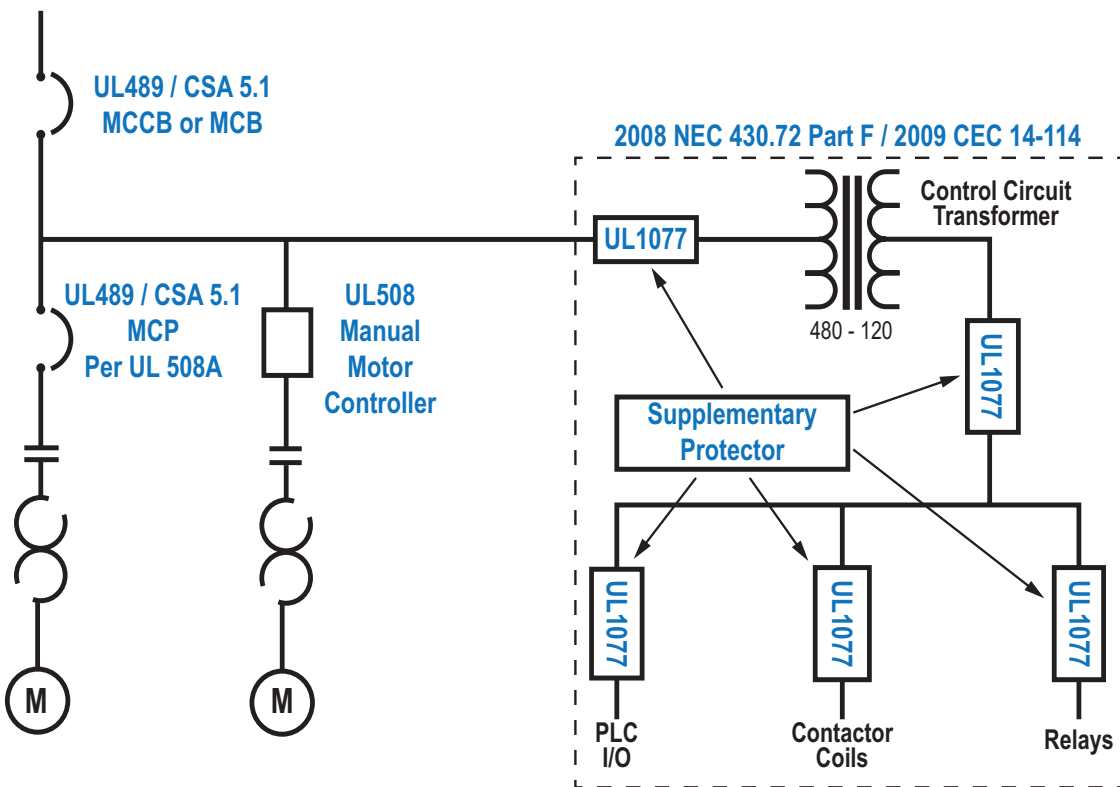 UL489 / CSA 5.1
MCCB or MCB
2008 NEC 430.72 Part F / 2009 CEC 14-114
Control Circuit
Transformer
UL1077
480 - 120
UL489 / CSA 5.1
MCP
Per UL 508A
UL508
Manual
Motor
Controller
UL1077
Supplementary
Protector
UL1077
UL1077
UL1077
M
M
PLC
I/O
Contactor
Coils
Relays